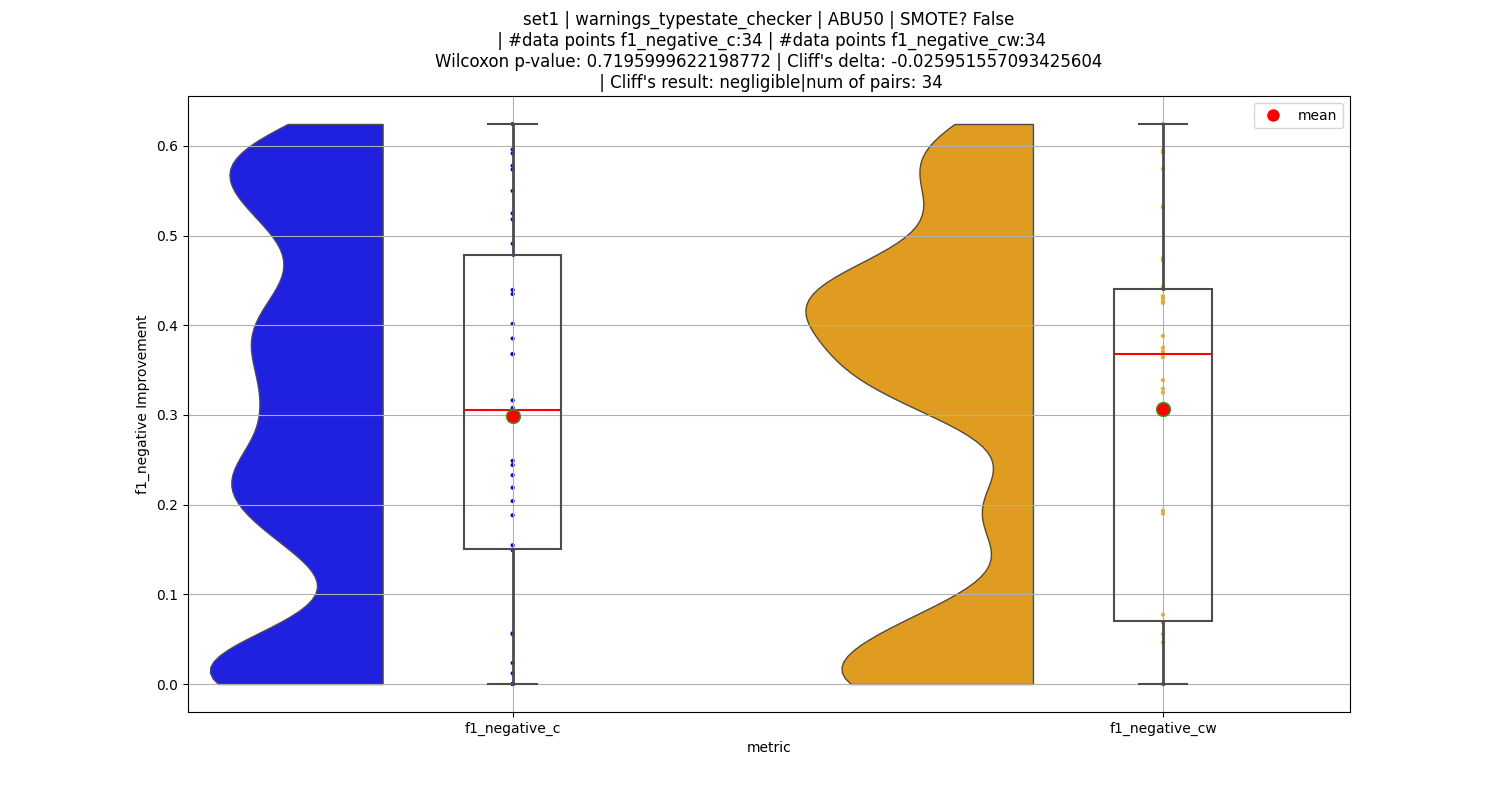 set1 | warnings_typestate_checker | ABU50 | SMOTE? False
| #data points f1_negative_c:34 | #data points f1_negative_cw:34
Wilcoxon p-value: 0.7195999622198772 | Cliff's delta: -0.025951557093425604
| Cliff's result: negligible|num of pairs: 34
mean
0.6
0.5
0.4
0.3
0.2
0.1
0.0
f1_negative Improvement
f1_negative_c
f1_negative_cw
metric